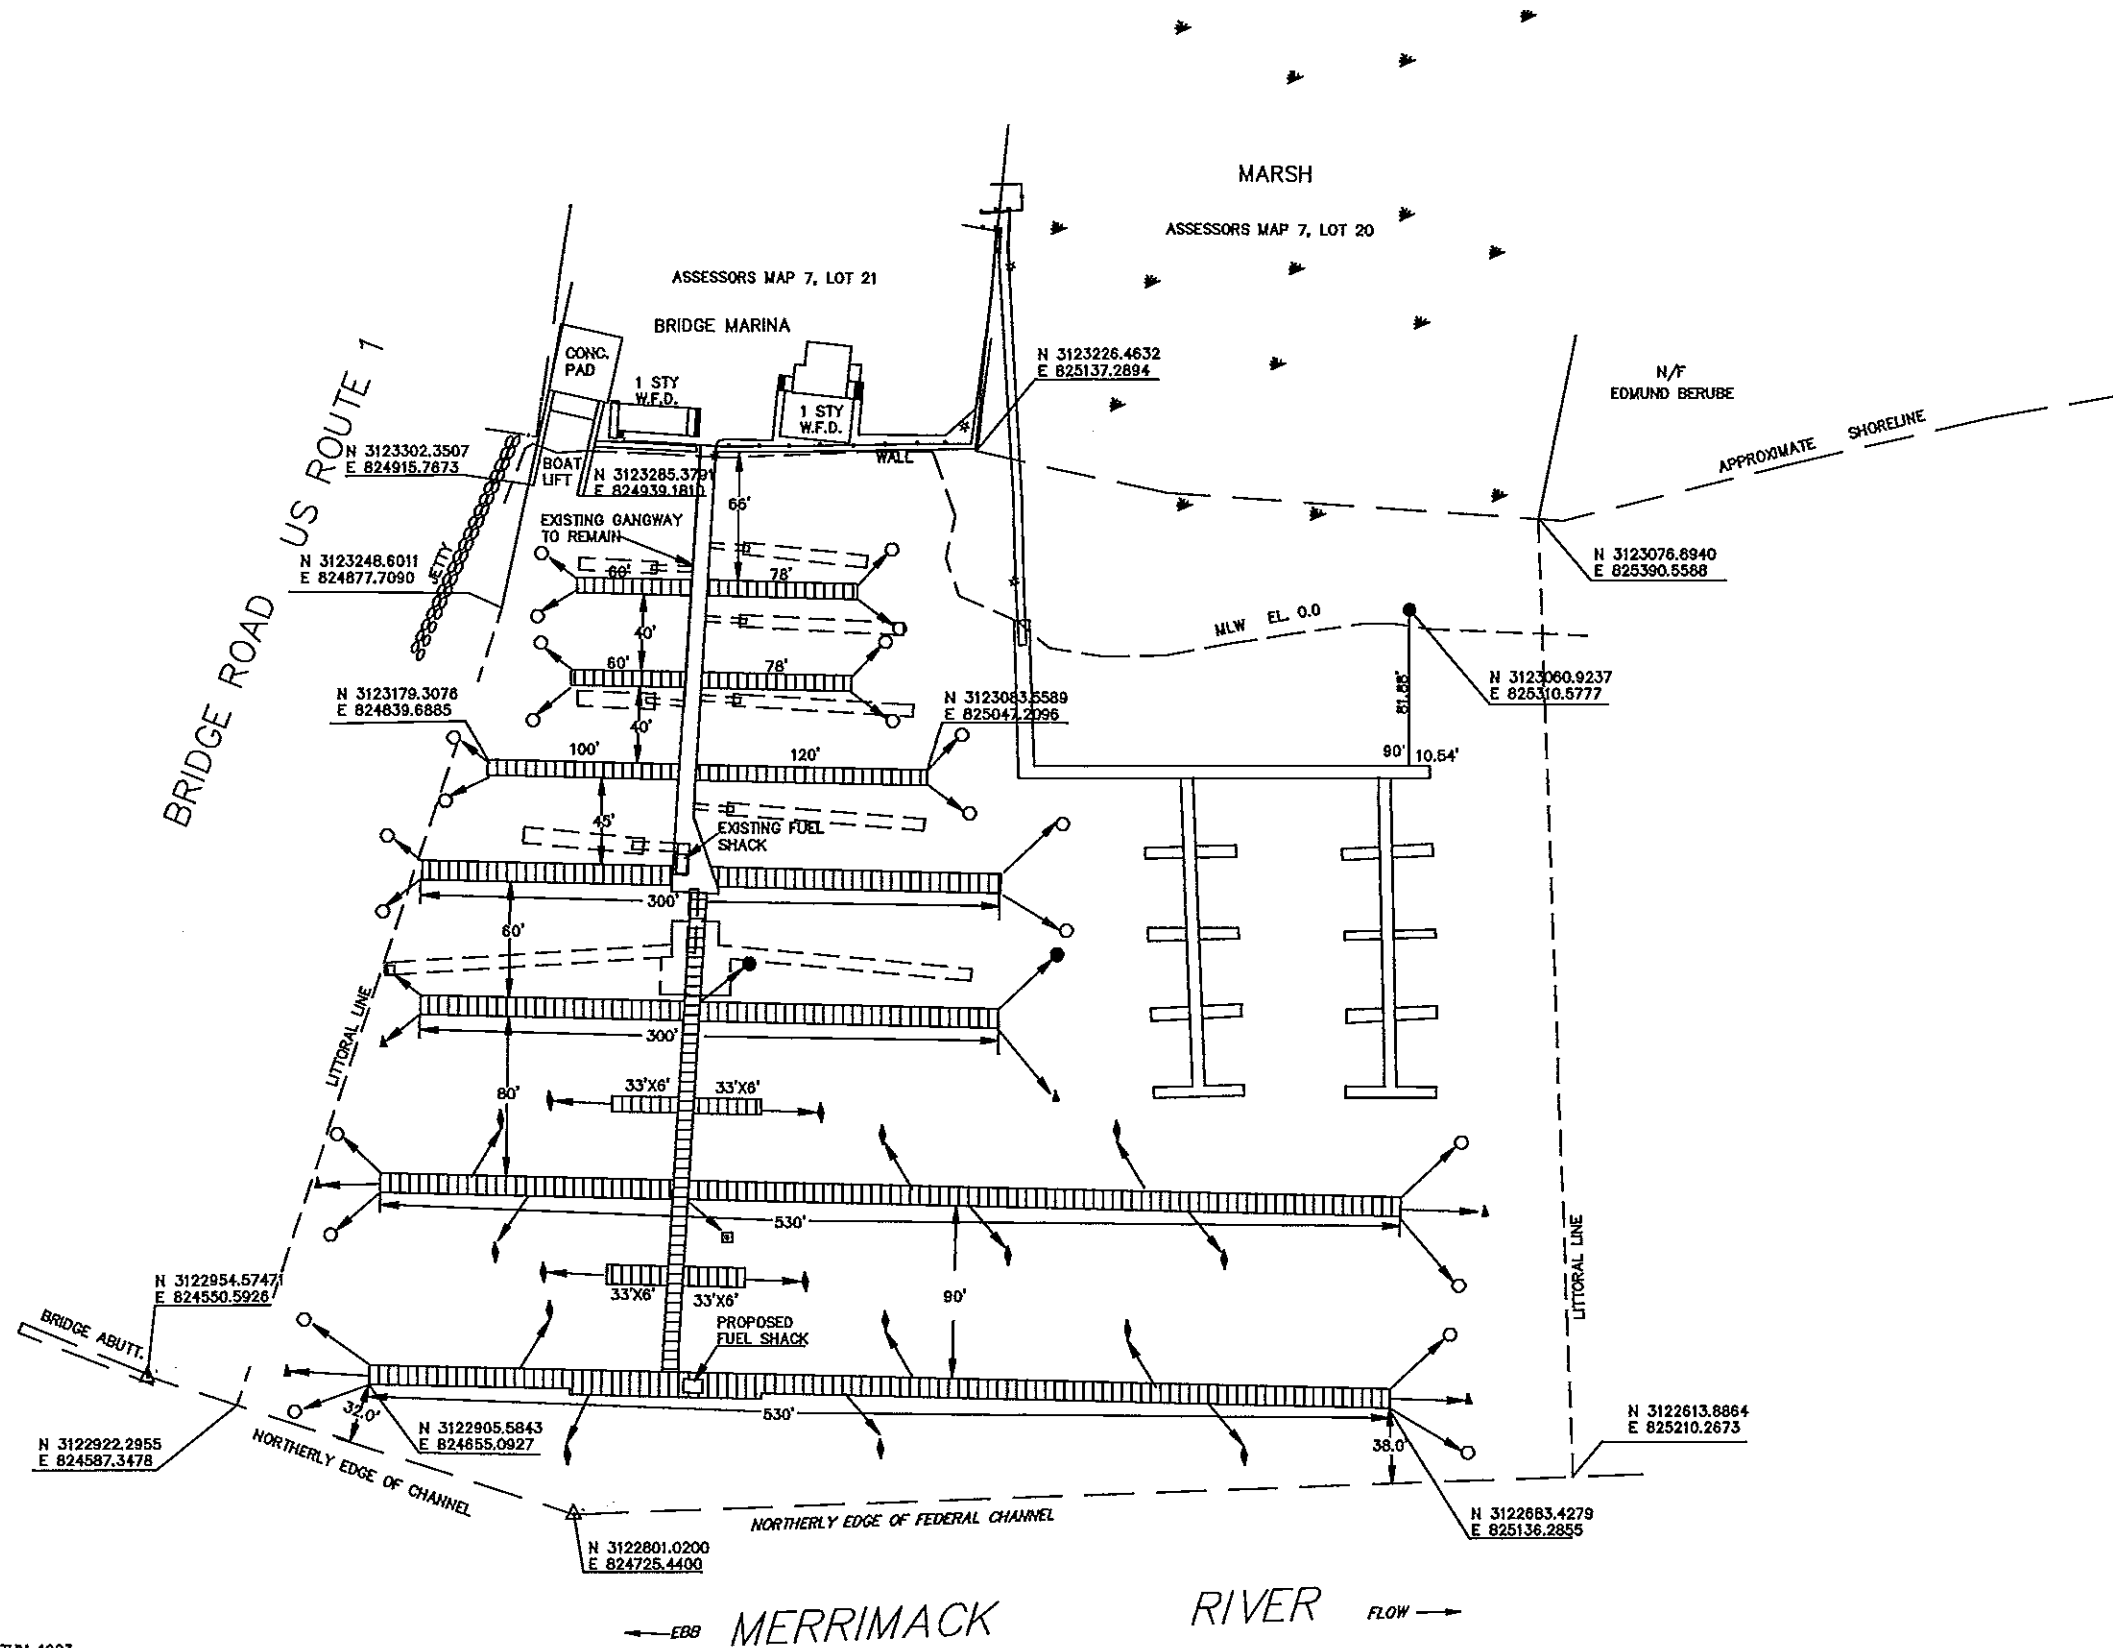 MARSH
ASSESSORS MAP 7, LOT 20
ASSESSORS MAP 7, LOT 21
BRIDGE MARINA
CONC.
PAD
1 STY
W.F.D.
1 STY
W.F.D.
N 3123226.4632
E 825137.2894
N/F
EDMUND BERUBE
APPROXIMATE SHORELINE
BRIDGE ROAD US ROUTE 1
N 3123302.3507
E 824915.7673
BOAT
LIFT
N 3123285.3791
E 824939.1810
WALL
66'
EXISTING GANGWAY
TO REMAIN
N 3123248.6011
E 824877.7090
JETTY
N 3123076.8940
E 825390.5588
60'
78'
40'
MLW EL. 0.0
60'
78'
N 3123179.3076
E 824839.6885
N 3123083.5589
E 825047.2096
N 3123060.9237
E 825310.5777
81.88'
40'
100'
120'
90'
10.54'
45'
EXISTING FUEL
SHACK
300'
60'
LITTORAL LINE
300'
80'
33'X6'
33'X6'
530'
LITTORAL LINE
N 3122954.57471
E 824550.5926
33'X6'
33'X6'
90'
BRIDGE ABUTT.
PROPOSED
FUEL SHACK
32.0'
530'
N 3122905.5843
E 824655.0927
N 3122613.8864
E 825210.2673
N 3122922.2955
E 824587.3478
38.0'
NORTHERLY EDGE OF CHANNEL
NORTHERLY EDGE OF FEDERAL CHANNEL
N 3122683.4279
E 825136.2855
N 3122801.0200
E 824725.4400
EBB
MERRIMACK RIVER
FLOW